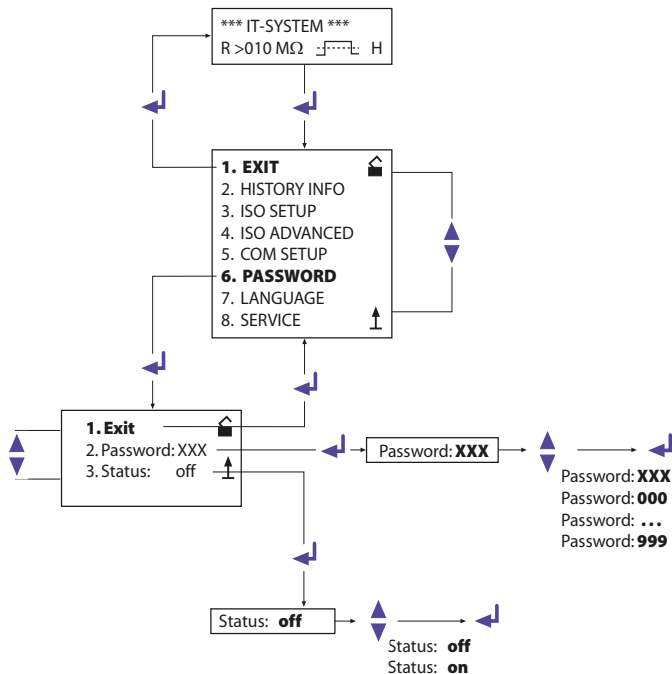 *** IT-SYSTEM ***
R >010 MΩ H
1. EXIT
2. HISTORY INFO
3. ISO SETUP
4. ISO ADVANCED
5. COM SETUP
6. PASSWORD
7. LANGUAGE
8. SERVICE
1. Exit
2. Password: XXX
3. Status: off
Password: XXX
Password: XXX
Password: 000
Password: ...
Password: 999
Status: off
Status: off
Status: on